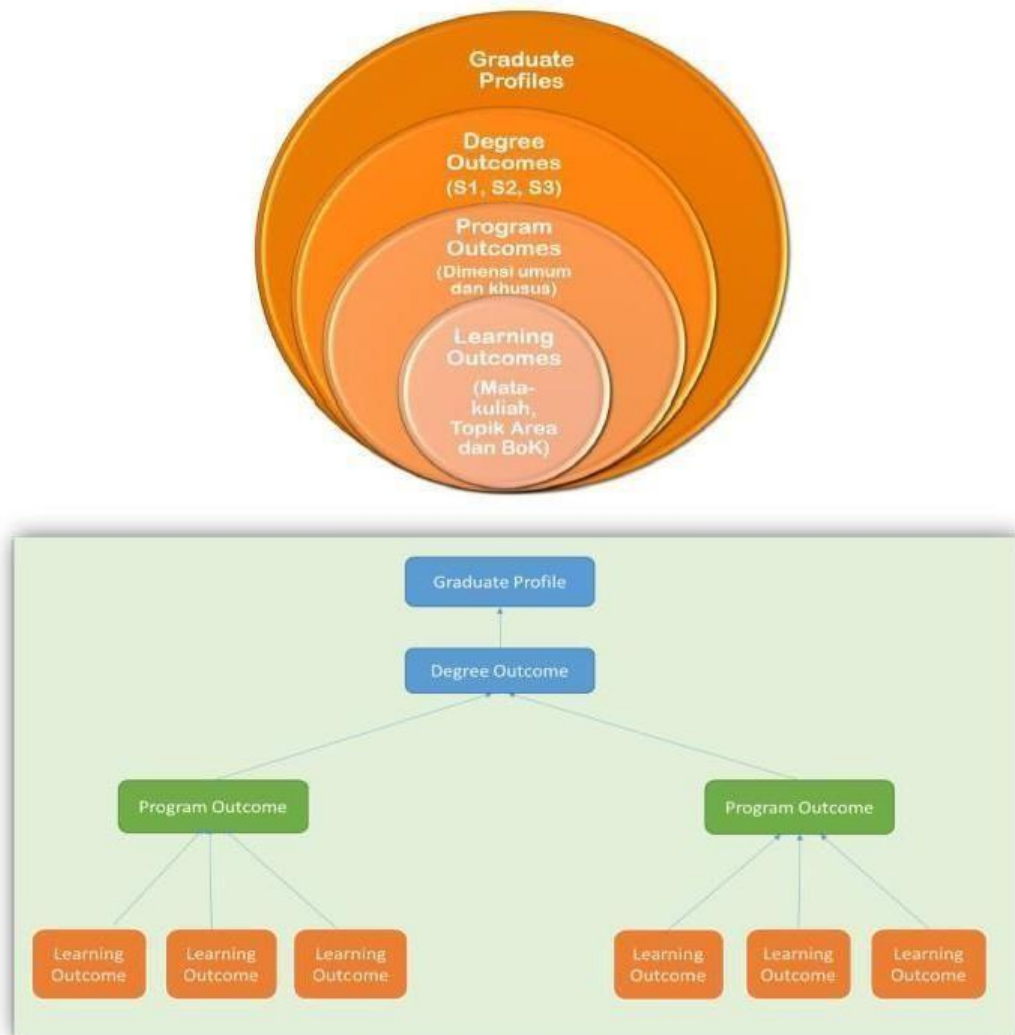 Graduate
Profiles
Degree
Outcomes
(S1, S2, S3)
Program
Outcomes
(Dimensi umum
dan khusus)
Learning
Outcomes
(Mata-
kuliah,
Topik Area
dan BoK)
Graduate Profile
Degree Outcome
Program Outcome
Program Outcome
Learning
Outcome
Learning
Outcome
Learning
Outcome
Learning
Outcome
Learning
Outcome
Learning
Outcome